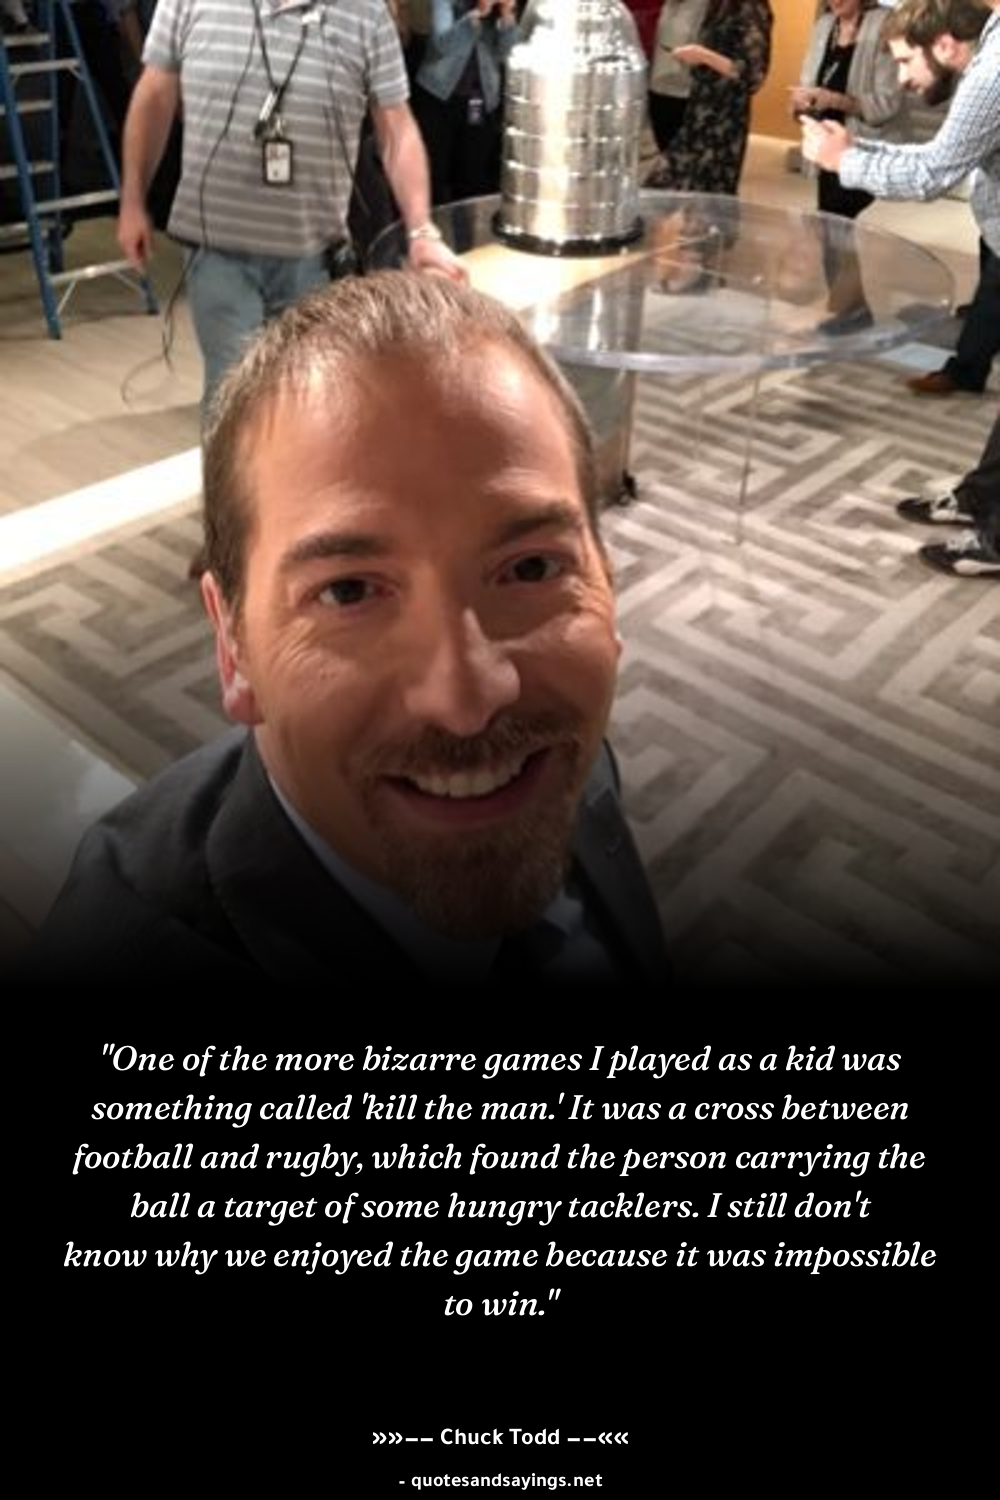 "One of the more bizarre games I played as a kid was
something called 'kill the man.' It was a cross between
football and rugby, which found the person carrying the
ball a target of some hungry tacklers. I still don't
know why we enjoyed the game because it was impossible
to win."
»»−− Chuck Todd −−««
- quotesandsayings.net